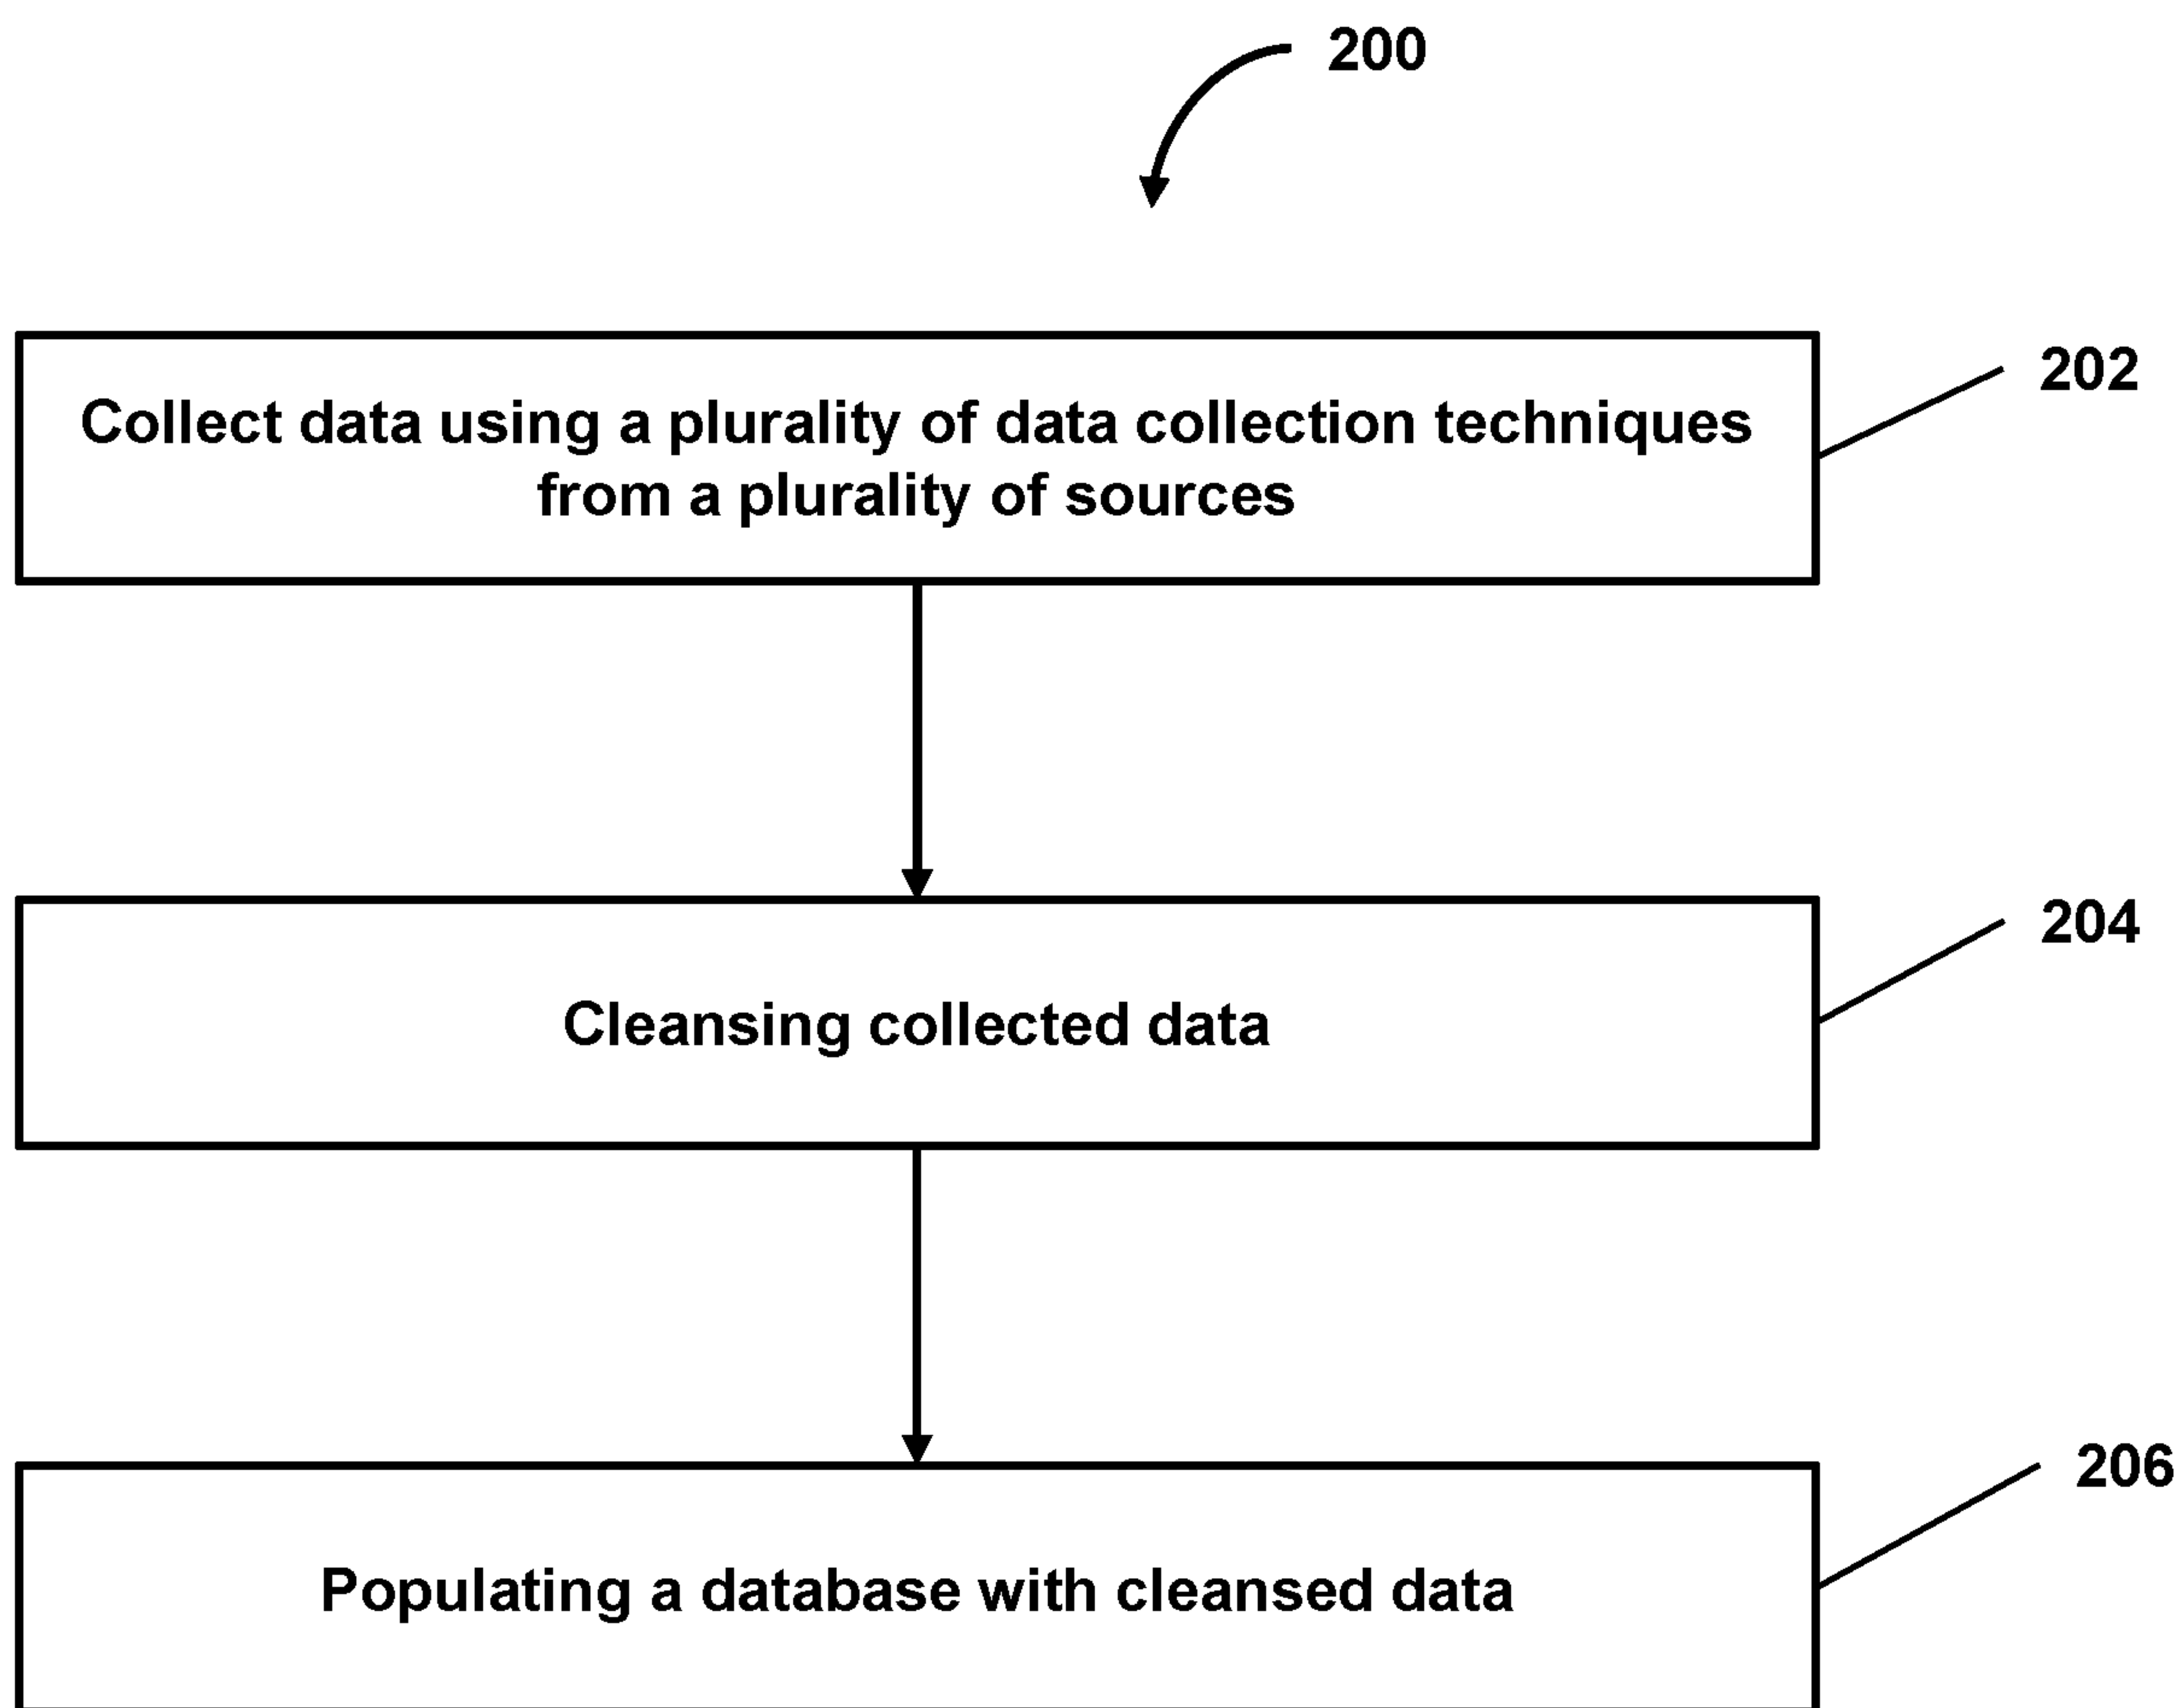 200
202
Collect data using a plurality of data collection techniques
from a plurality of sources
204
Cleansing collected data
206
Populating a database with cleansed data